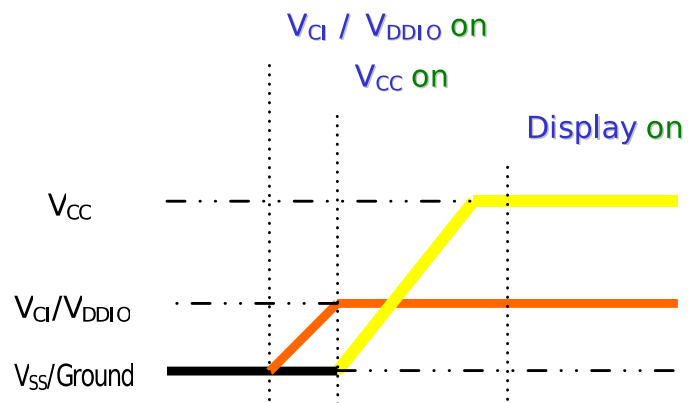 VCI / VDDIO on
VCC on
Display on
VCC
VCI/VDDIO
VSS/Ground